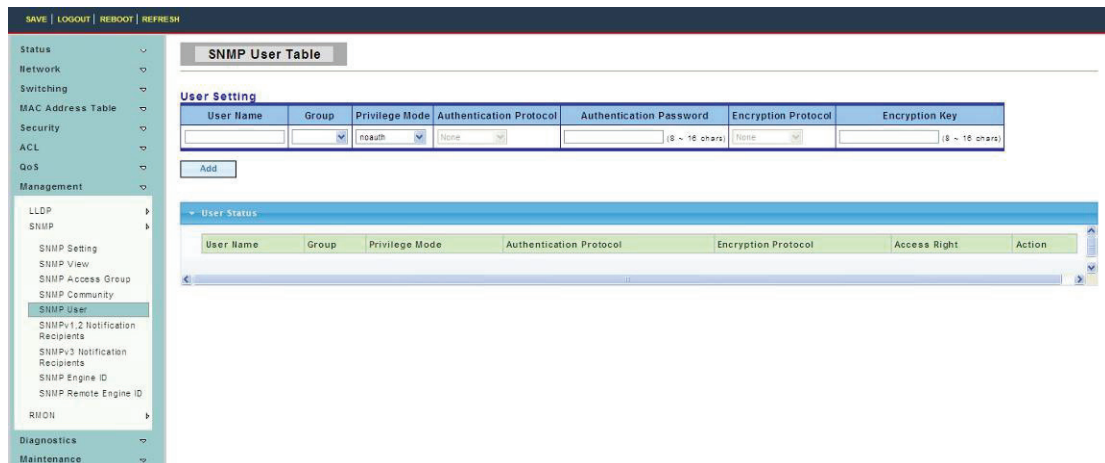 SAVE | LOGOUT | REBOOT | REFRESH
Status
Network
Switching
MAC Address Table
Security
ACL
QoS
Management
LLDP
SNMP
SNMP Setting
SNMP View
SNMP Access Group
SNMP Community
SNMP User
SNMPv1,2 Notification
Recipients
SNMPv3 Notification
Recipients
SNMP Engine ID
SNMP Remote Engine ID
RMON
Diagnostics
Maintenance
SNMP User Table
User Setting
User Name Group Privilege Mode Authentication Protocol Authentication Password Encryption Protocol Encryption Key
noauth None (8 ~ 16 chars) None (8 ~ 16 chars)
Add
User Status
User Name Group Privilege Mode Authentication Protocol Encryption Protocol Access Right Action